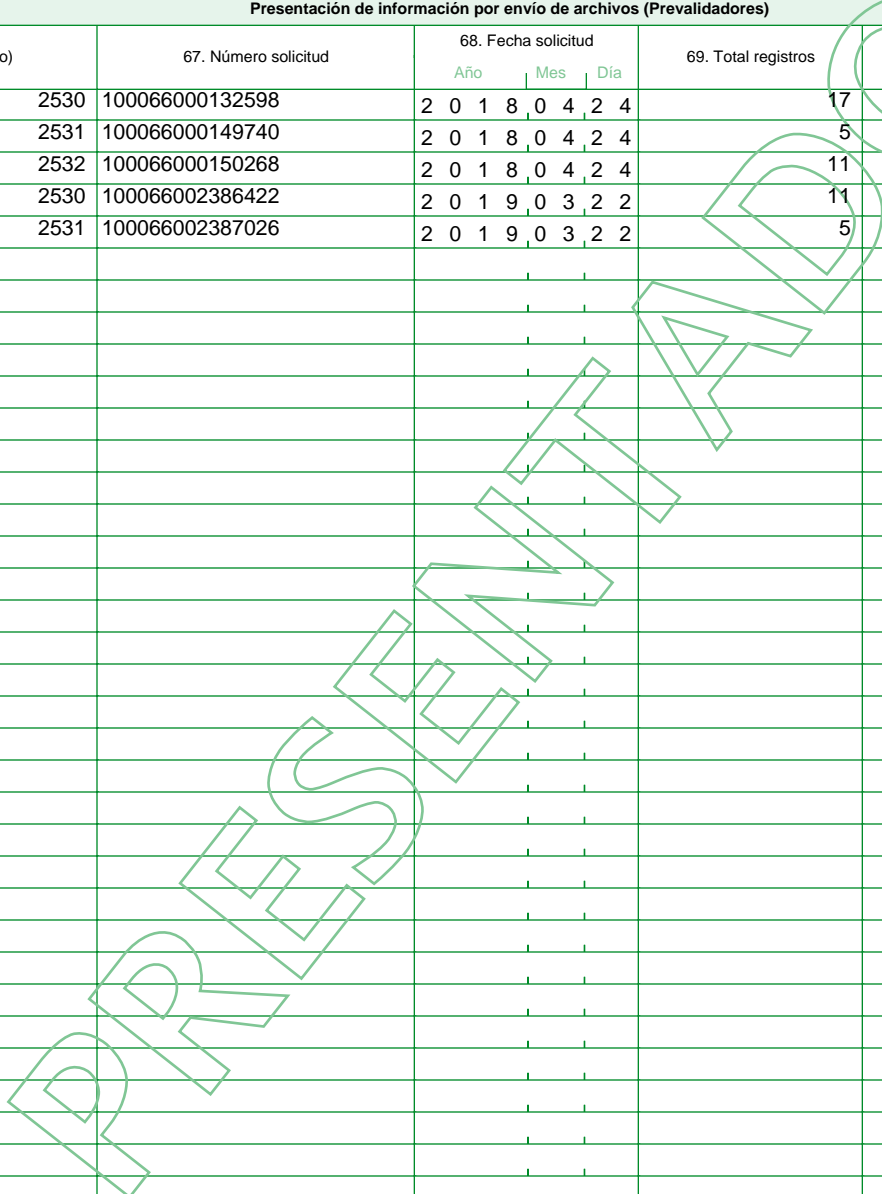 Presentación de información por envío de archivos (Prevalidadores)
o) 67. Número solicitud 68. Fecha solicitud 69. Total registros
Año Mes Día
2530 100066000132598 2 0 1 8 0 4 2 4 17
2531 100066000149740 2 0 1 8 0 4 2 4 5
2532 100066000150268 2 0 1 8 0 4 2 4 11
2530 100066002386422 2 0 1 9 0 3 2 2 11
2531 100066002387026 2 0 1 9 0 3 2 2 5
PRESENTADO